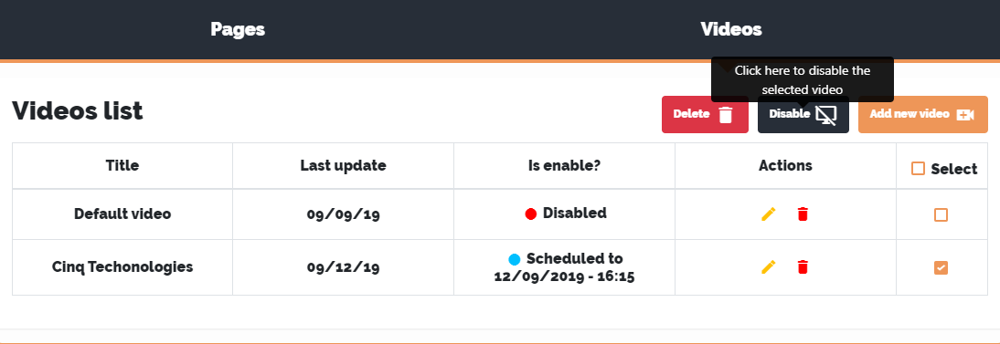 Pages Videos
Click here to disable the
selected video
Videos list
Delete Disable Add new video
Title Last update Is enable? Actions Select
Default video 09/09/19 Disabled
Cinq Techonologies 09/12/19 Scheduled to
12/09/2019 - 16:15